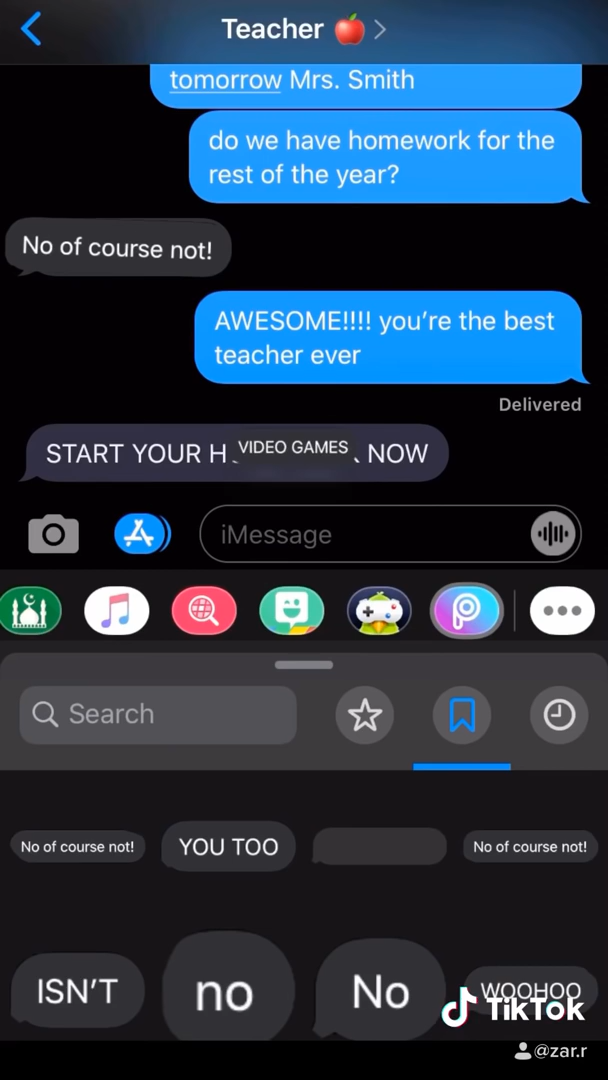 Teacher 🍎 >
tomorrow Mrs. Smith
do we have homework for the
rest of the year?
No of course not!
AWESOME!!!! you’re the best
teacher ever
Delivered
START YOUR H VIDEO GAMES NOW
iMessage
Search
No of course not!
YOU TOO
No of course not!
ISN’T
no
No
WOOHOO
TikTok
@zar.r